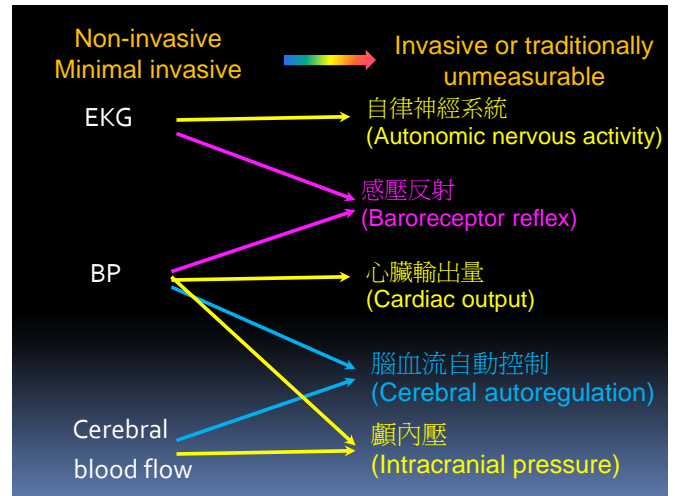 Non-invasive
Minimal invasive
Invasive or traditionally
unmeasurable
EKG
自律神經系統
(Autonomic nervous activity)
感壓反射
(Baroreceptor reflex)
BP
心臟輸出量
(Cardiac output)
腦血流自動控制
(Cerebral autoregulation)
Cerebral
blood flow
顱內壓
(Intracranial pressure)